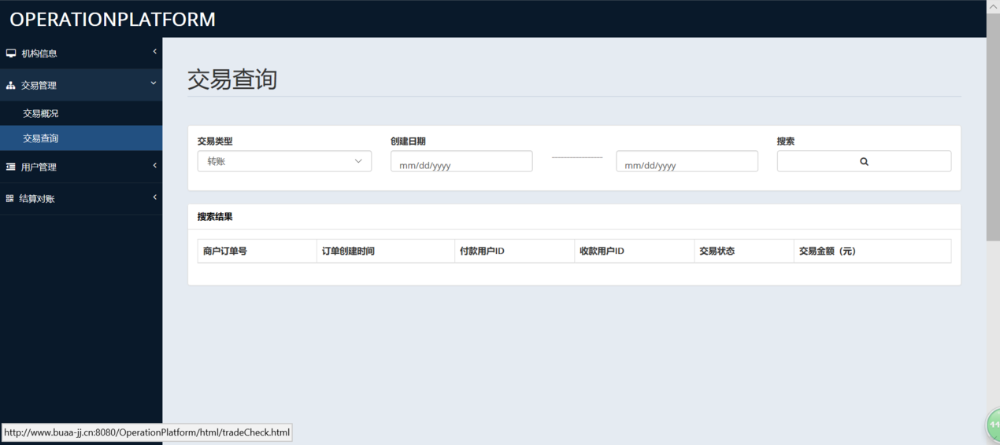 OPERATIONPLATFORM
机构信息
交易管理
交易概况
交易查询
用户管理
结算对账
交易查询
交易类型
创建日期
搜索
转账
mm/dd/yyyy
mm/dd/yyyy
搜索结果
商户订单号 订单创建时间 付款用户ID 收款用户ID 交易状态 交易金额（元）
http://www.buaa-jj.cn:8080/OperationPlatform/html/tradeCheck.html
44